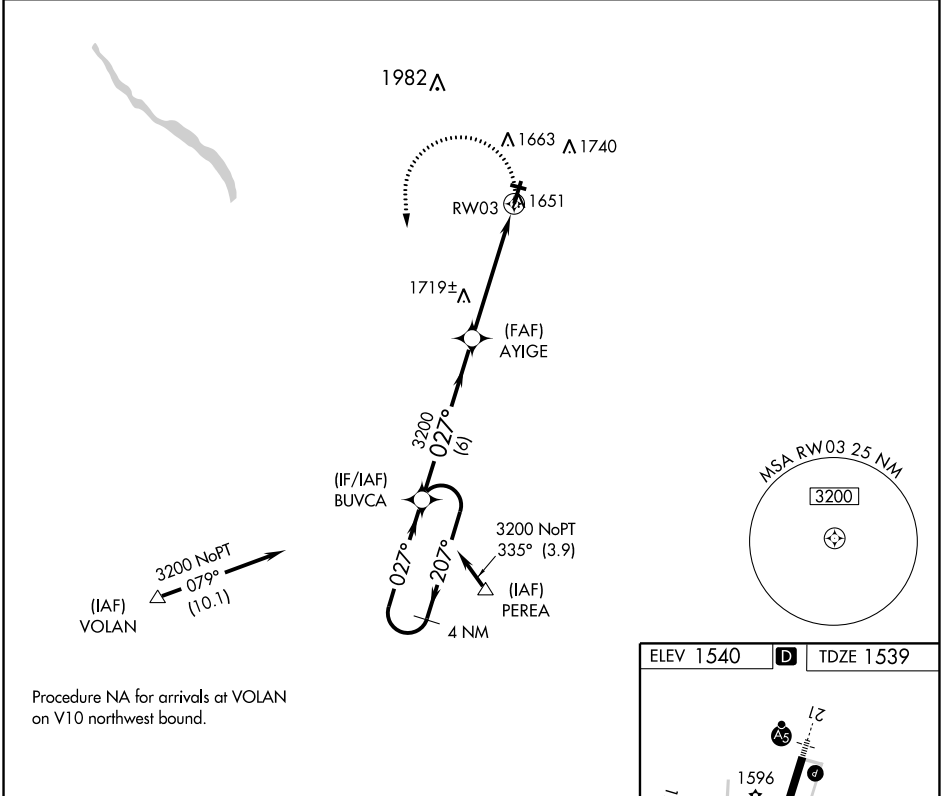 1982
1663
1740
RW03
1651
1719±
(FAF)
AYIGE
3200
027°
(6)
(IF/IAF)
BUVCA
MSA RW03 25 NM
3200
3200 NoPT
335° (3.9)
027°
207°
3200 NoPT
079°
(10.1)
(IAF)
VOLAN
(IAF)
PEREA
4 NM
ELEV 1540
D
TDZE 1539
Procedure NA for arrivals at VOLAN
on V10 northwest bound.
21
A5
P
1596